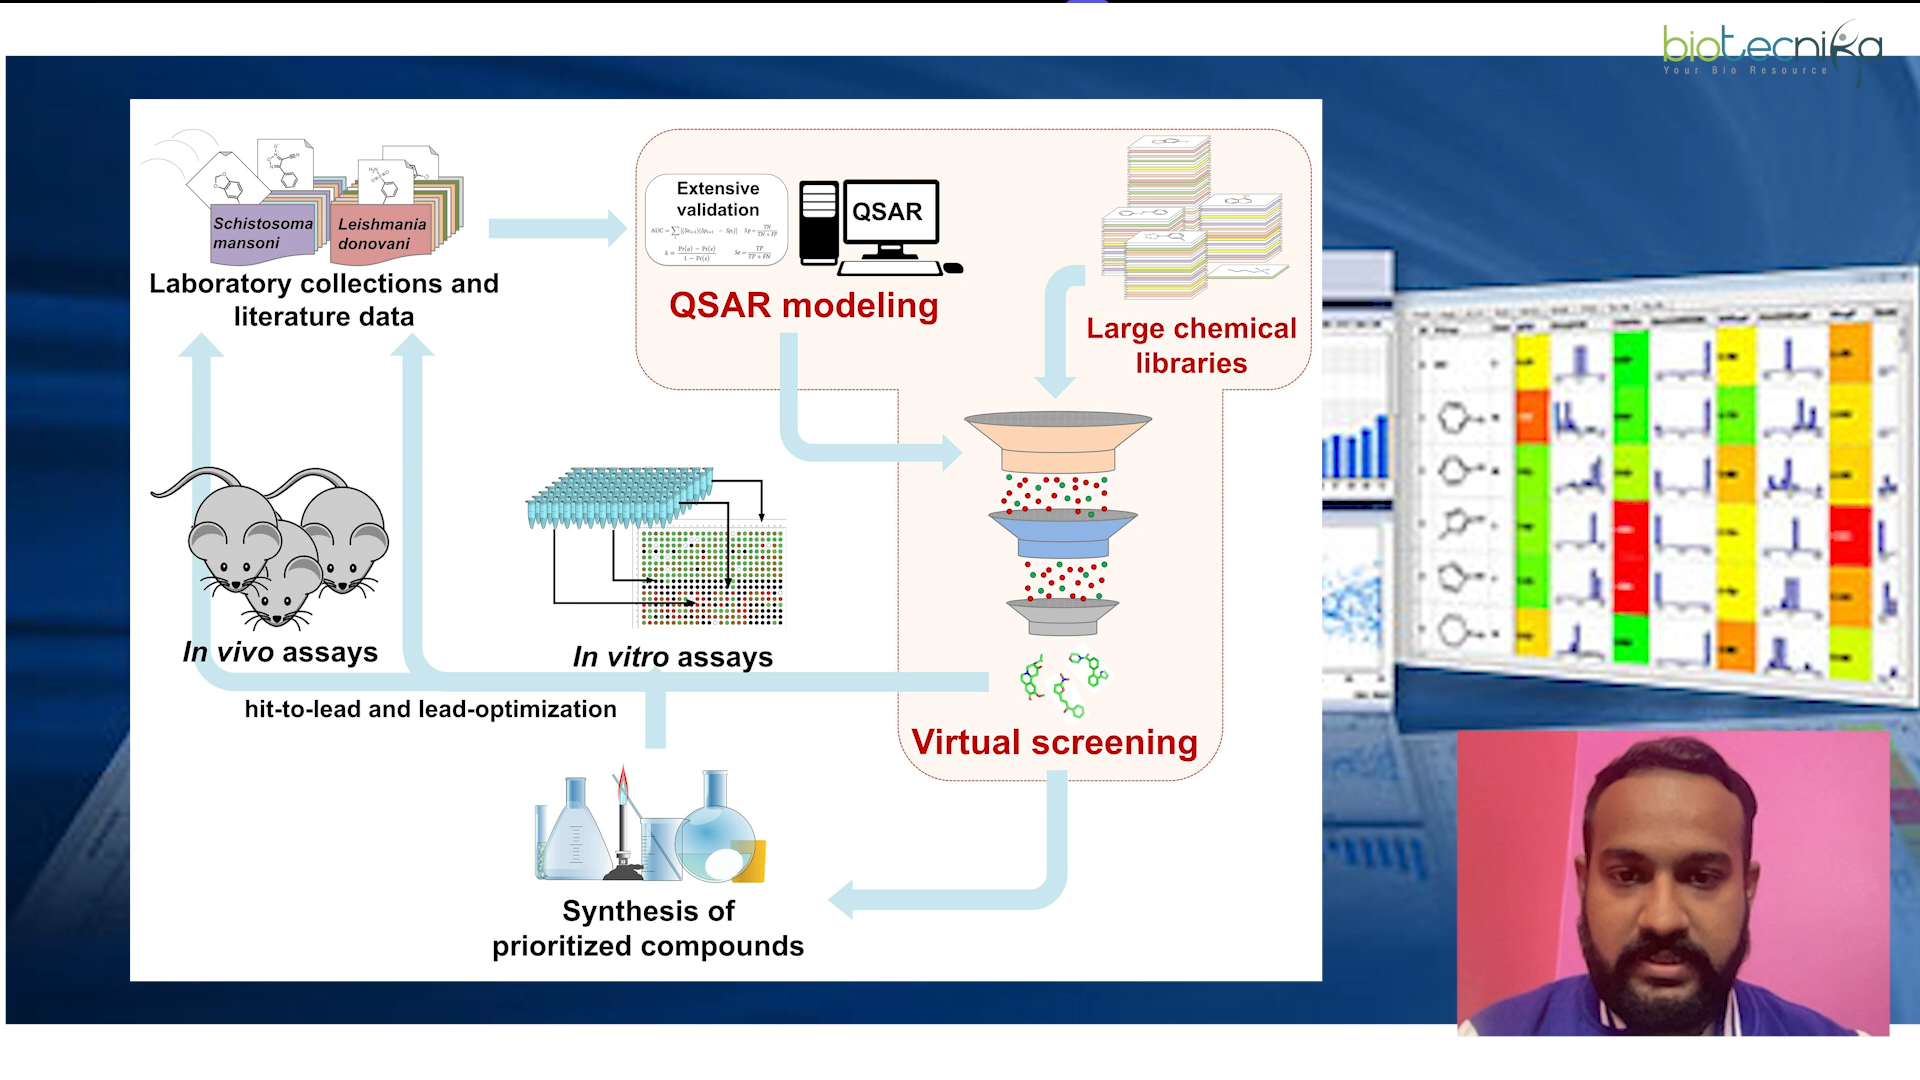 biotecnika
Your Bio Resource
Schistosoma
mansoni
Leishmania
donovani
Laboratory collections and
literature data
Extensive
validation
QSAR
QSAR modeling
Large chemical
libraries
In vivo assays
In vitro assays
hit-to-lead and lead-optimization
Virtual screening
Synthesis of
prioritized compounds